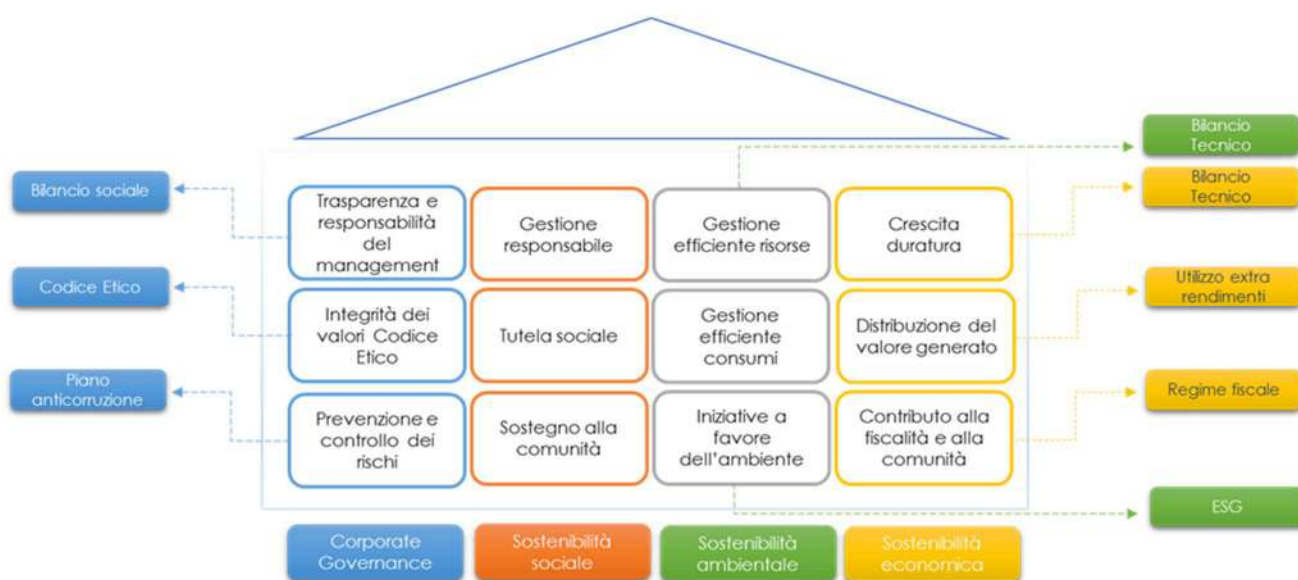 Bilancio
Tecnico
Bilancio sociale
Bilancio
Tecnico
Trasparenza e
responsabilità
del
management
Gestione
responsabile
Gestione
efficiente risorse
Crescita
duratura
Codice Etico
Utilizzo extra
rendimenti
Integrità dei
valori Codice
Etico
Tutela sociale
Gestione
efficiente
consumi
Distribuzione del
valore generato
Piano
anticorruzione
Regime fiscale
Prevenzione e
controllo dei
rischi
Sostegno alla
comunità
Iniziative a
favore
dell'ambiente
Contributo alla
fiscalità e alla
comunità
ESG
Corporate
Governance
Sostenibilità
sociale
Sostenibilità
ambientale
Sostenibilità
economica